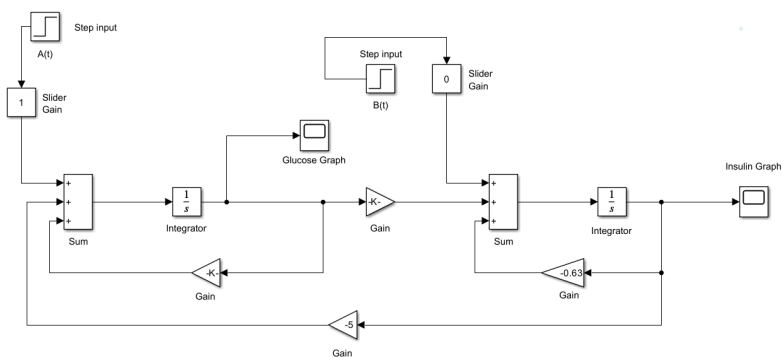 Step input
A(t)
1
Slider
Gain
Step input
B(t)
0
Slider
Gain
Glucose Graph
Insulin Graph
+
+
+
Sum
1
s
Integrator
-K-
Gain
+
+
+
Sum
1
s
Integrator
-K-
Gain
-0.63
Gain
-5
Gain